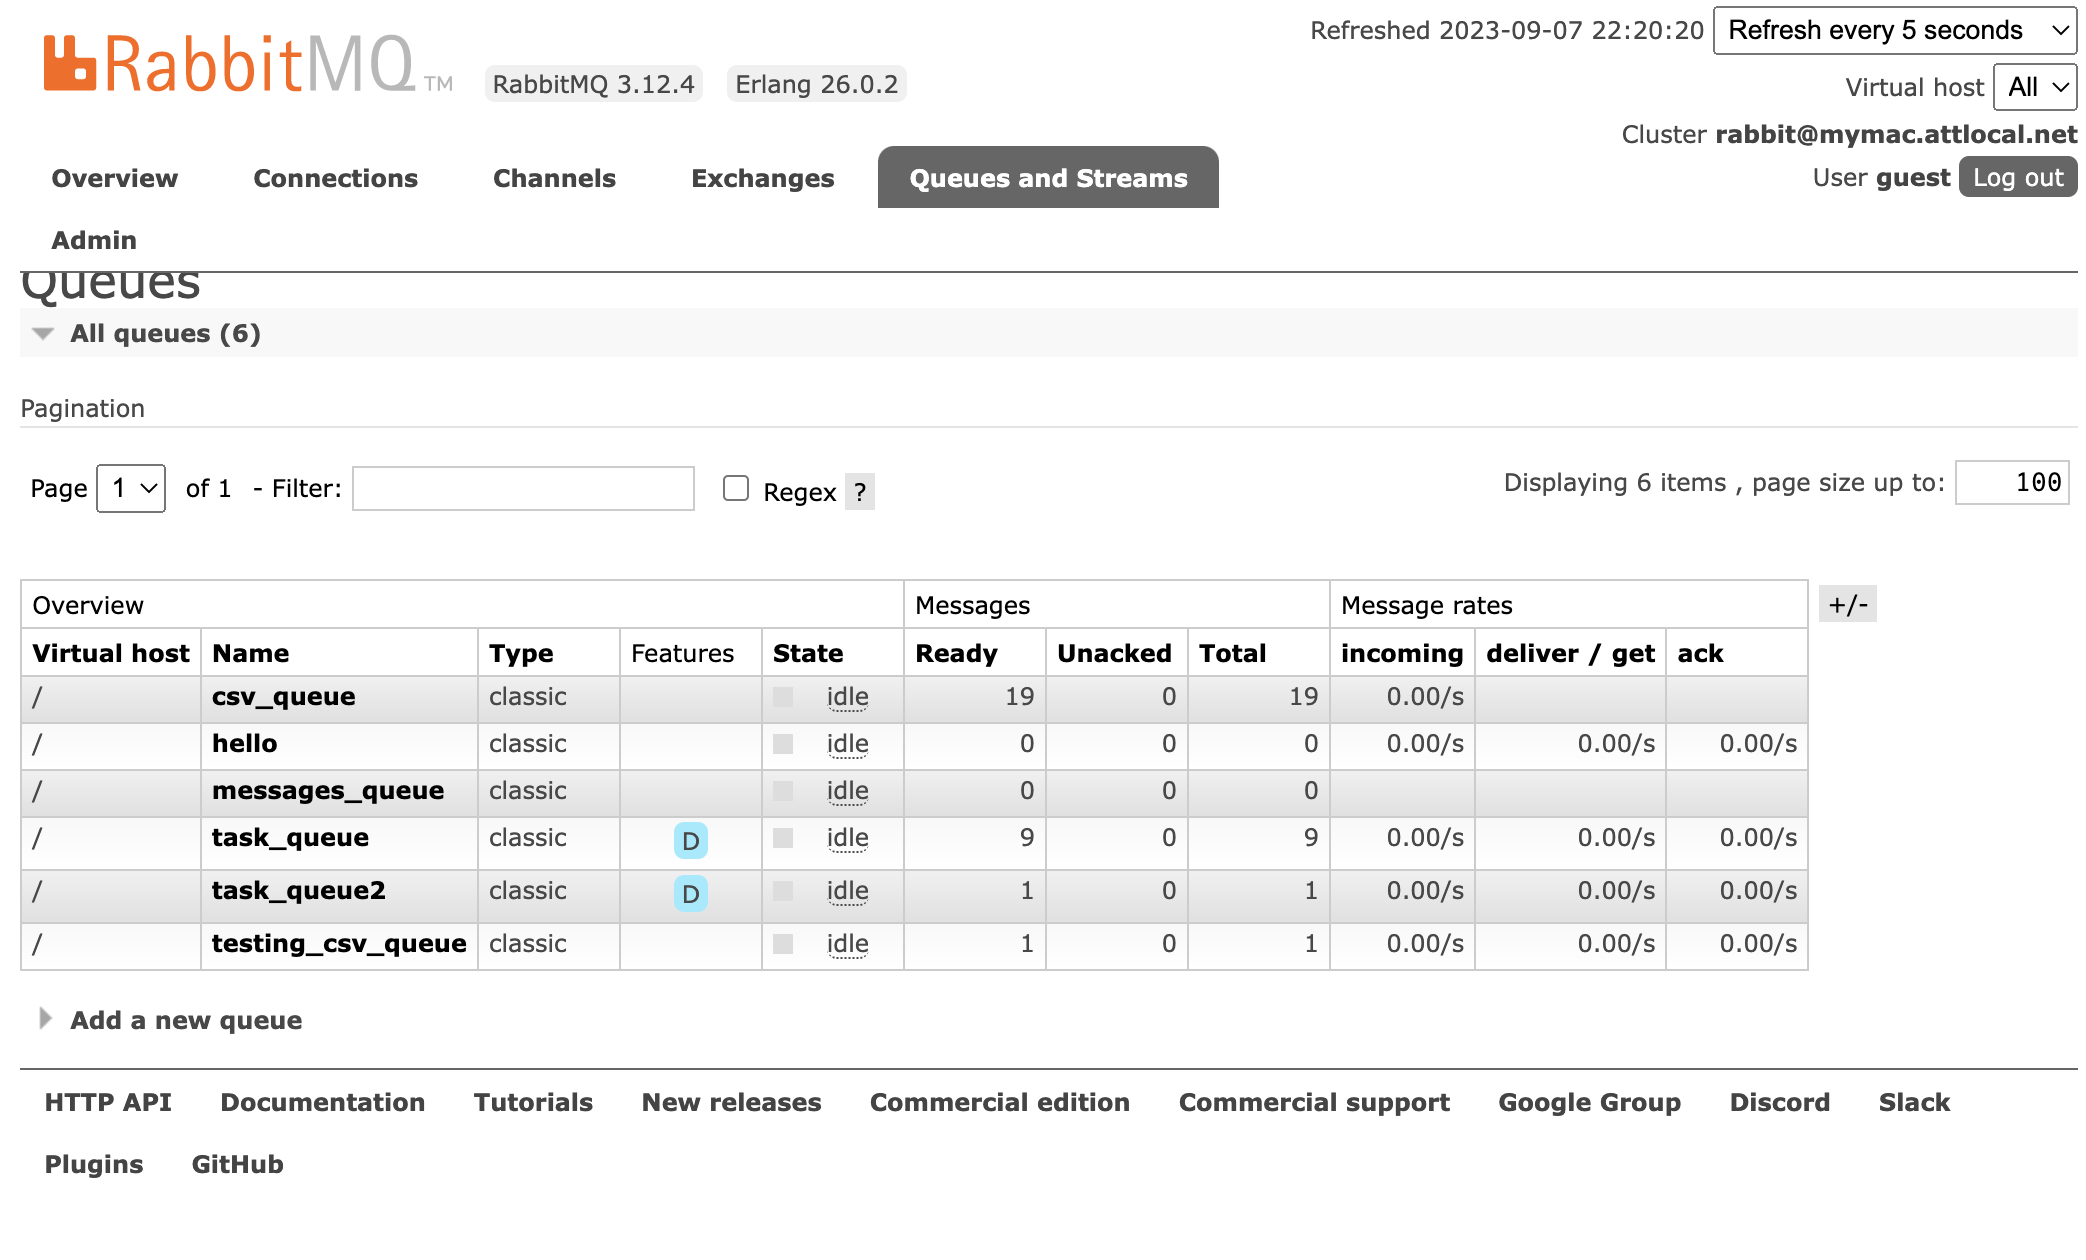 RabbitMQ TM
RabbitMQ 3.12.4 Erlang 26.0.2
Refreshed 2023-09-07 22:20:20 Refresh every 5 seconds
Virtual host All
Cluster rabbit@mymac.attlocal.net
User guest Log out
Overview Connections Channels Exchanges Queues and Streams
Admin
Queues
All queues (6)
Pagination
Page 1 of 1 - Filter: Regex ? Displaying 6 items , page size up to: 100
Overview Messages Message rates +/-
Virtual host Name Type Features State Ready Unacked Total incoming deliver / get ack
/ csv_queue classic idle 19 0 19 0.00/s
/ hello classic idle 0 0 0 0.00/s 0.00/s 0.00/s
/ messages_queue classic idle 0 0 0
/ task_queue classic D idle 9 0 9 0.00/s 0.00/s 0.00/s
/ task_queue2 classic D idle 1 0 1 0.00/s 0.00/s 0.00/s
/ testing_csv_queue classic idle 1 0 1 0.00/s 0.00/s 0.00/s
Add a new queue
HTTP API Documentation Tutorials New releases Commercial edition Commercial support Google Group Discord Slack
Plugins GitHub